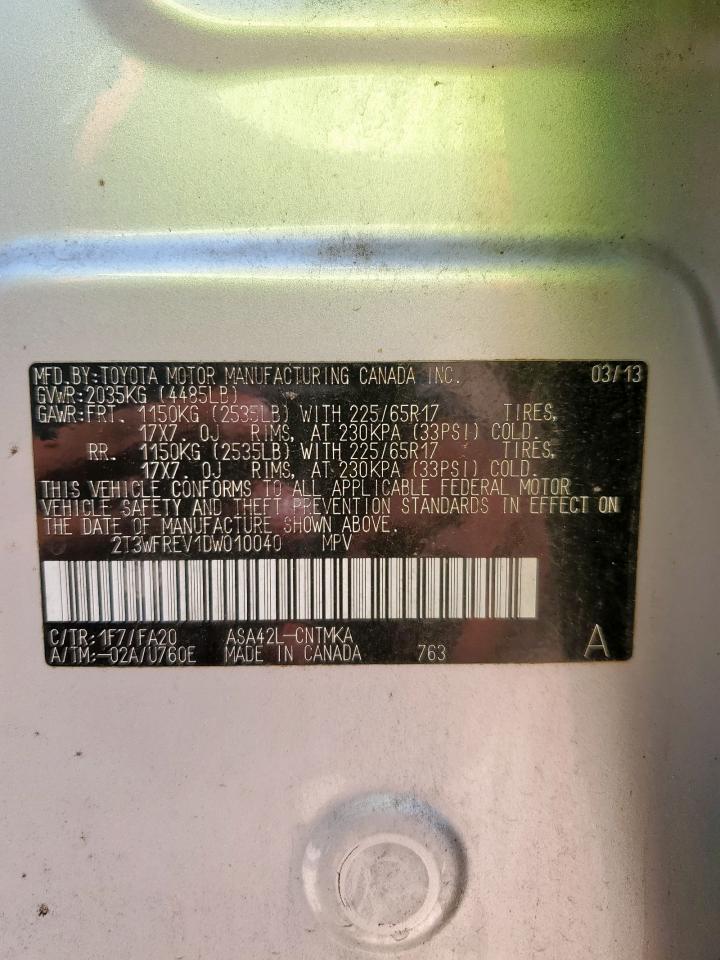 MFD.BY:TOYOTA MOTOR MANUFACTURING CANADA INC. 03/13
GVWR:2035KG (4485LB)
GAWR:FRT. 1150KG (2535LB) WITH 225/65R17 TIRES,
17X7. 0J RIMS, AT 230KPA (33PSI) COLD.
RR. 1150KG (2535LB) WITH 225/65R17 TIRES,
17X7. 0J RIMS, AT 230KPA (33PSI) COLD.
THIS VEHICLE CONFORMS TO ALL APPLICABLE FEDERAL MOTOR
VEHICLE SAFETY AND THEFT PREVENTION STANDARDS IN EFFECT ON
THE DATE OF MANUFACTURE SHOWN ABOVE.
2T3WFREV1DW010040 MPV
C/TR:1F7/FA20 ASA42L-CNTMKA
A/TM:-02A/U760E MADE IN CANADA 763 A